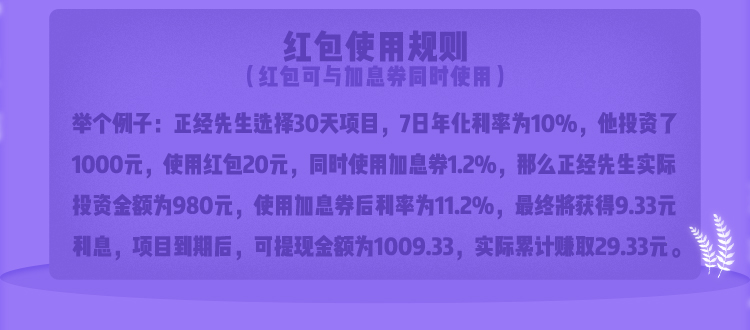 红包使用规则
(红包可与加息券同时使用)
举个例子：正经先生选择30天项目，7日年化利率为10%，他投资了
1000元，使用红包20元，同时使用加息券1.2%，那么正经先生实际
投资金额为980元，使用加息券后利率为11.2%，最终将获得9.33元
利息，项目到期后，可提现金额为1009.33，实际累计赚取29.33元。